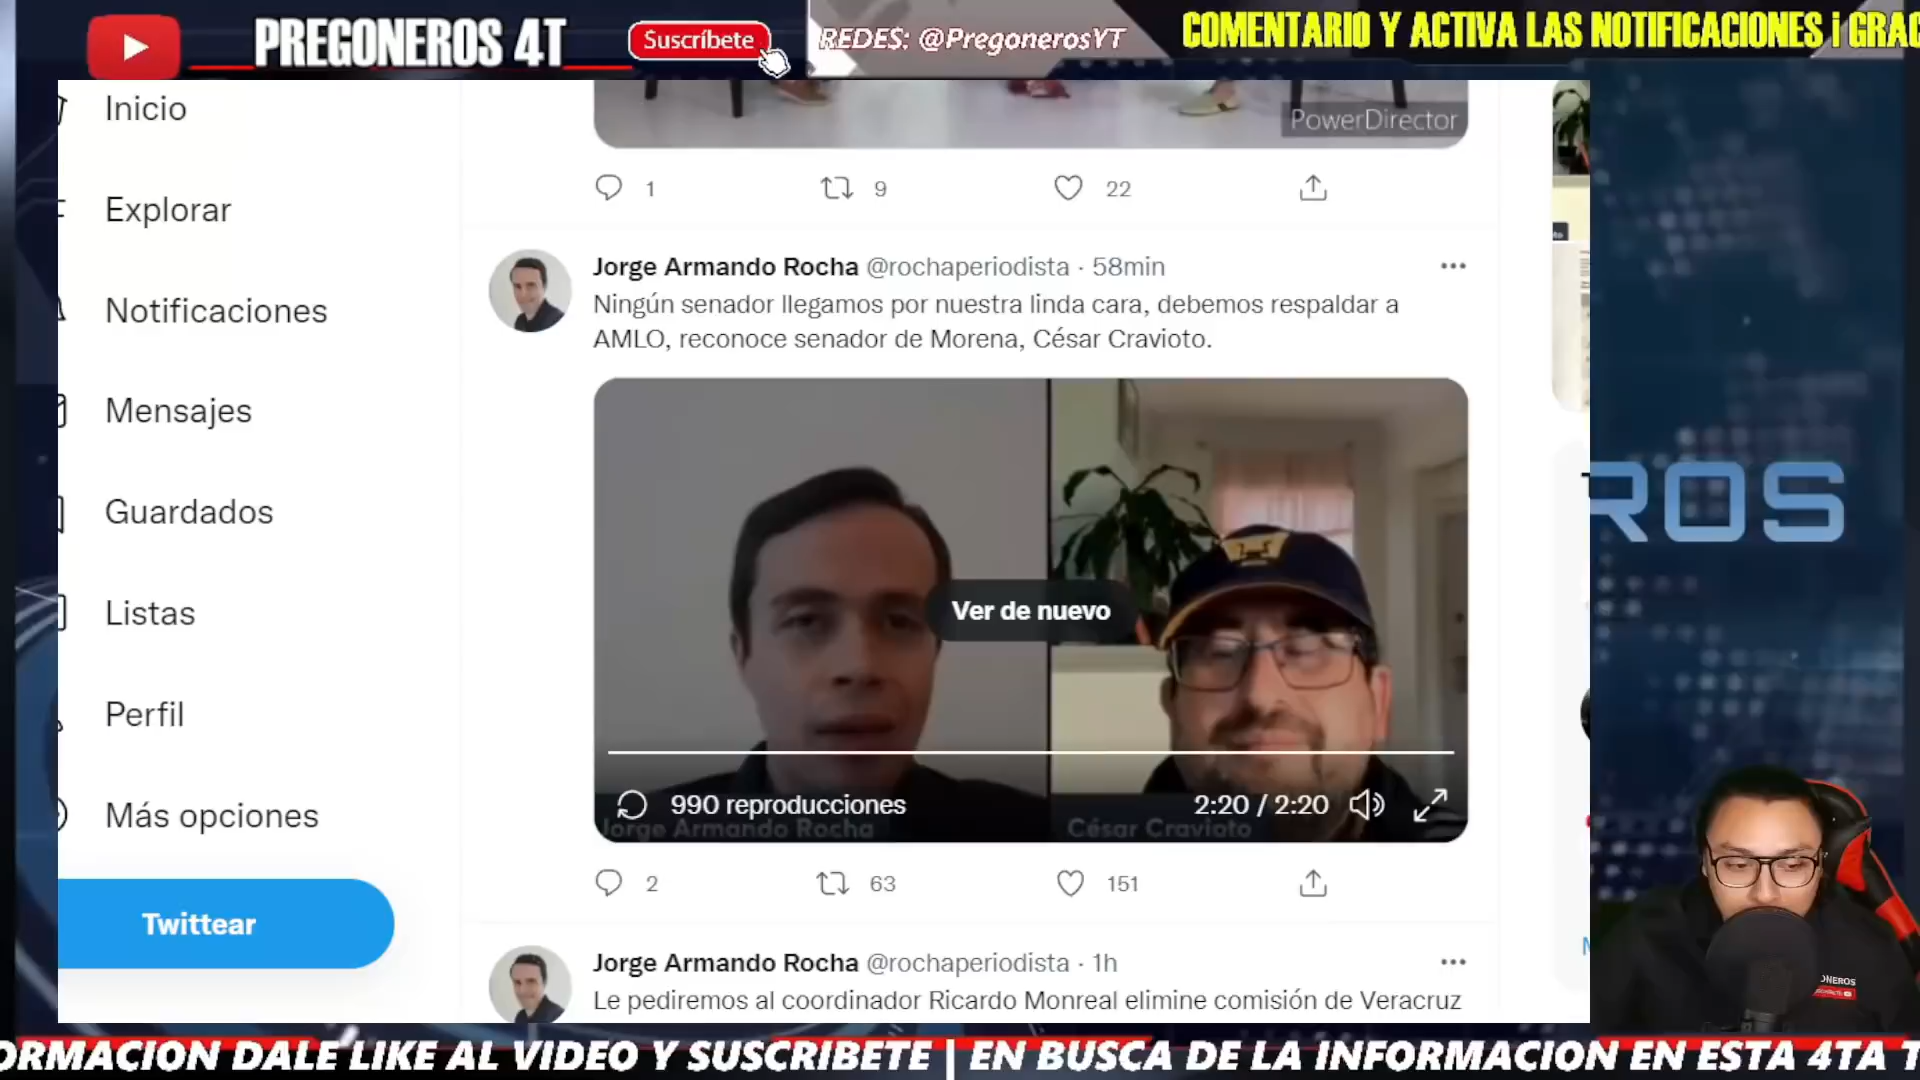 PREGONEROS 4T
Suscríbete
REDES: @PregonerosYT
COMENTARIO Y ACTIVA LAS NOTIFICACIONES ¡ GRAC
Inicio
Explorar
Notificaciones
Mensajes
Guardados
Listas
Perfil
Más opciones
Twittear
PowerDirector
1
9
22
Jorge Armando Rocha @rochaperiodista · 58min
Ningún senador llegamos por nuestra linda cara, debemos respaldar a
AMLO, reconoce senador de Morena, César Cravioto.
Ver de nuevo
990 reproducciones
2:20 / 2:20
Jorge Armando Rocha
César Cravioto
2
63
151
Jorge Armando Rocha @rochaperiodista · 1h
Le pediremos al coordinador Ricardo Monreal elimine comisión de Veracruz
ROS
ONEROS
ORMACION DALE LIKE AL VIDEO Y SUSCRIBETE | EN BUSCA DE LA INFORMACION EN ESTA 4TA T